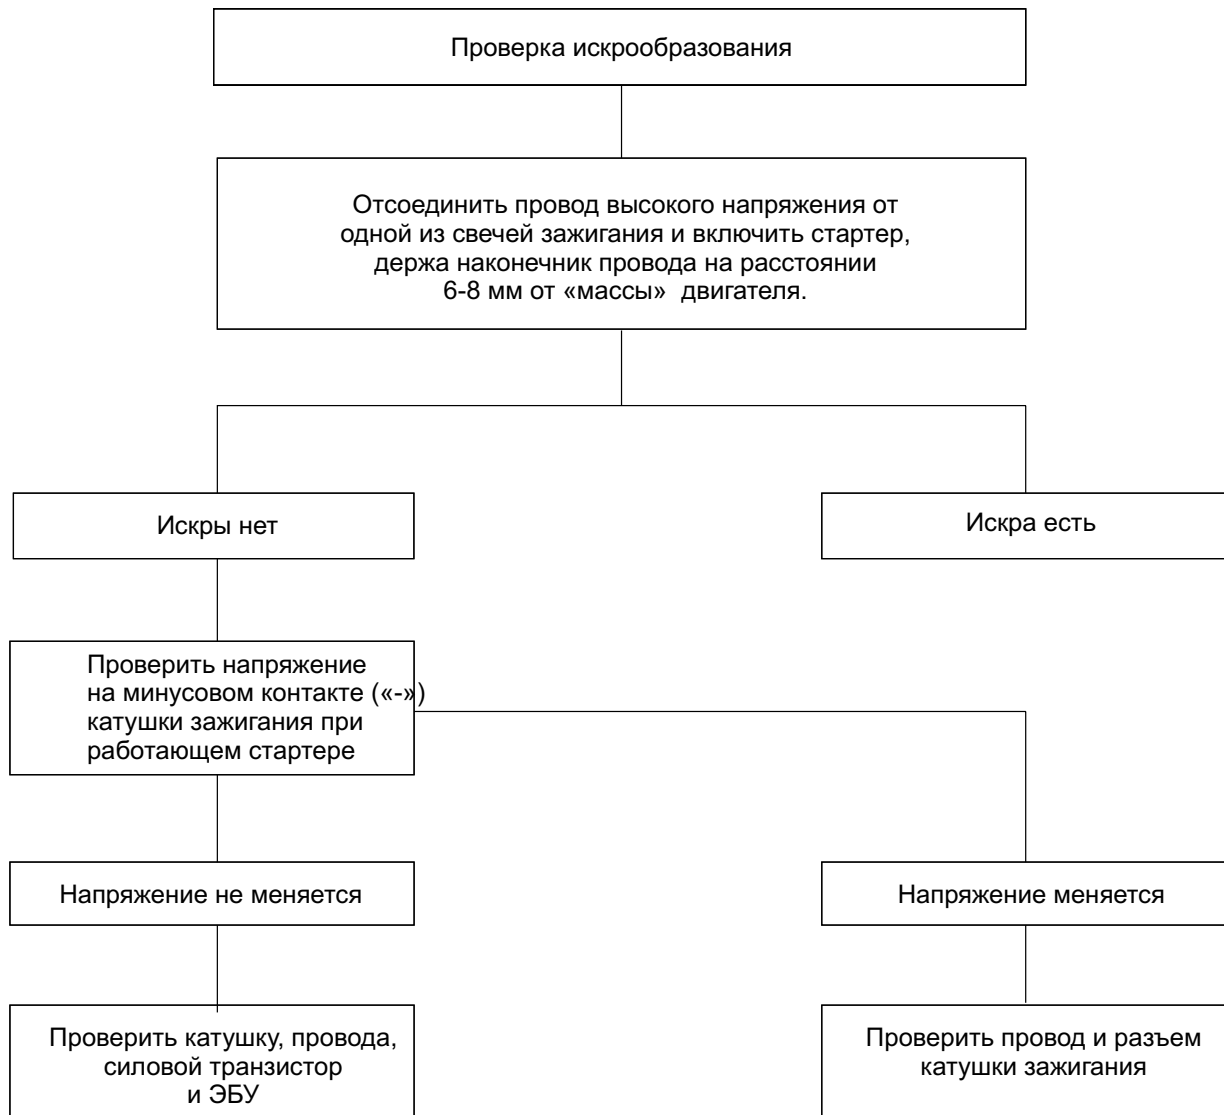 Проверка искрообразования
Отсоединить провод высокого напряжения от
одной из свечей зажигания и включить стартер,
держа наконечник провода на расстоянии
6-8 мм от «массы» двигателя.
Искры нет
Искра есть
Проверить напряжение
на минусовом контакте («-»)
катушки зажигания при
работающем стартере
Напряжение не меняется
Напряжение меняется
Проверить катушку, провода,
силовой транзистор
и ЭБУ
Проверить провод и разъем
катушки зажигания